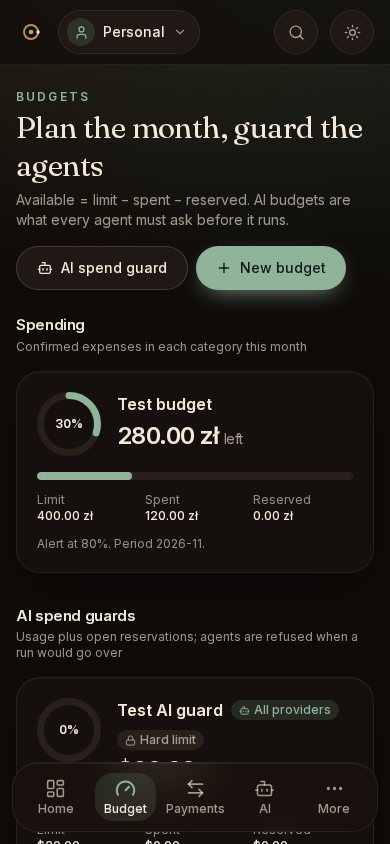 Personal
BUDGETS
Plan the month, guard the
agents
Available = limit − spent − reserved. AI budgets are
what every agent must ask before it runs.
AI spend guard
New budget
Spending
Confirmed expenses in each category this month
30%
Test budget
280.00 zł left
Limit
Spent
Reserved
400.00 zł
120.00 zł
0.00 zł
Alert at 80%. Period 2026-11.
AI spend guards
Usage plus open reservations; agents are refused when a
run would go over
0%
Test AI guard
All providers
Hard limit
Home
Budget
Payments
AI
More